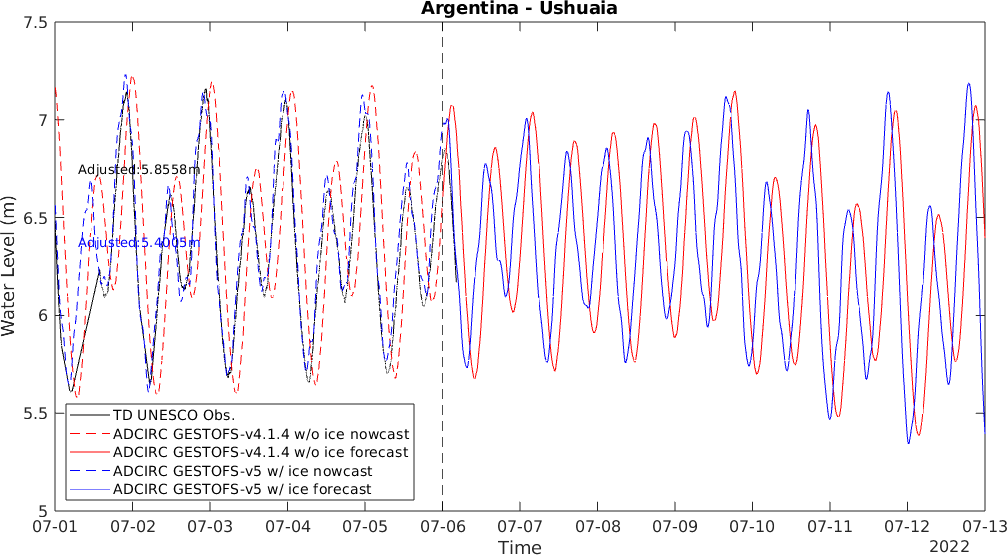 Argentina - Ushuaia
7.5
7
6.5
6
5.5
5
Water Level (m)
Adjusted:5.8558m
Adjusted:5.4005m
TD UNESCO Obs.
ADCIRC GESTOFS-v4.1.4 w/o ice nowcast
ADCIRC GESTOFS-v4.1.4 w/o ice forecast
ADCIRC GESTOFS-v5 w/ ice nowcast
ADCIRC GESTOFS-v5 w/ ice forecast
07-01 07-02 07-03 07-04 07-05 07-06 07-07 07-08 07-09 07-10 07-11 07-12 07-13
Time
2022